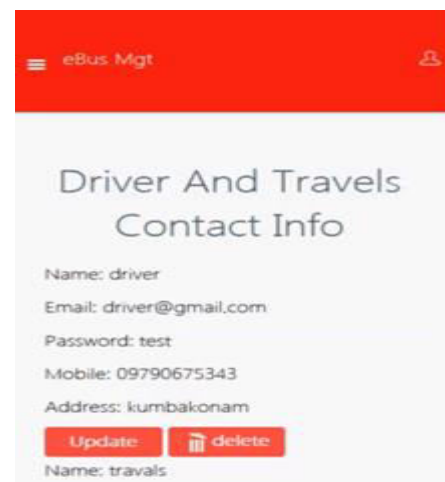 eBus Mgt
Driver And Travels
Contact Info
Name: driver
Email: driver@gmail.com
Password: test
Mobile: 09790675343
Address: kumbakonam
Update delete
Name: travals